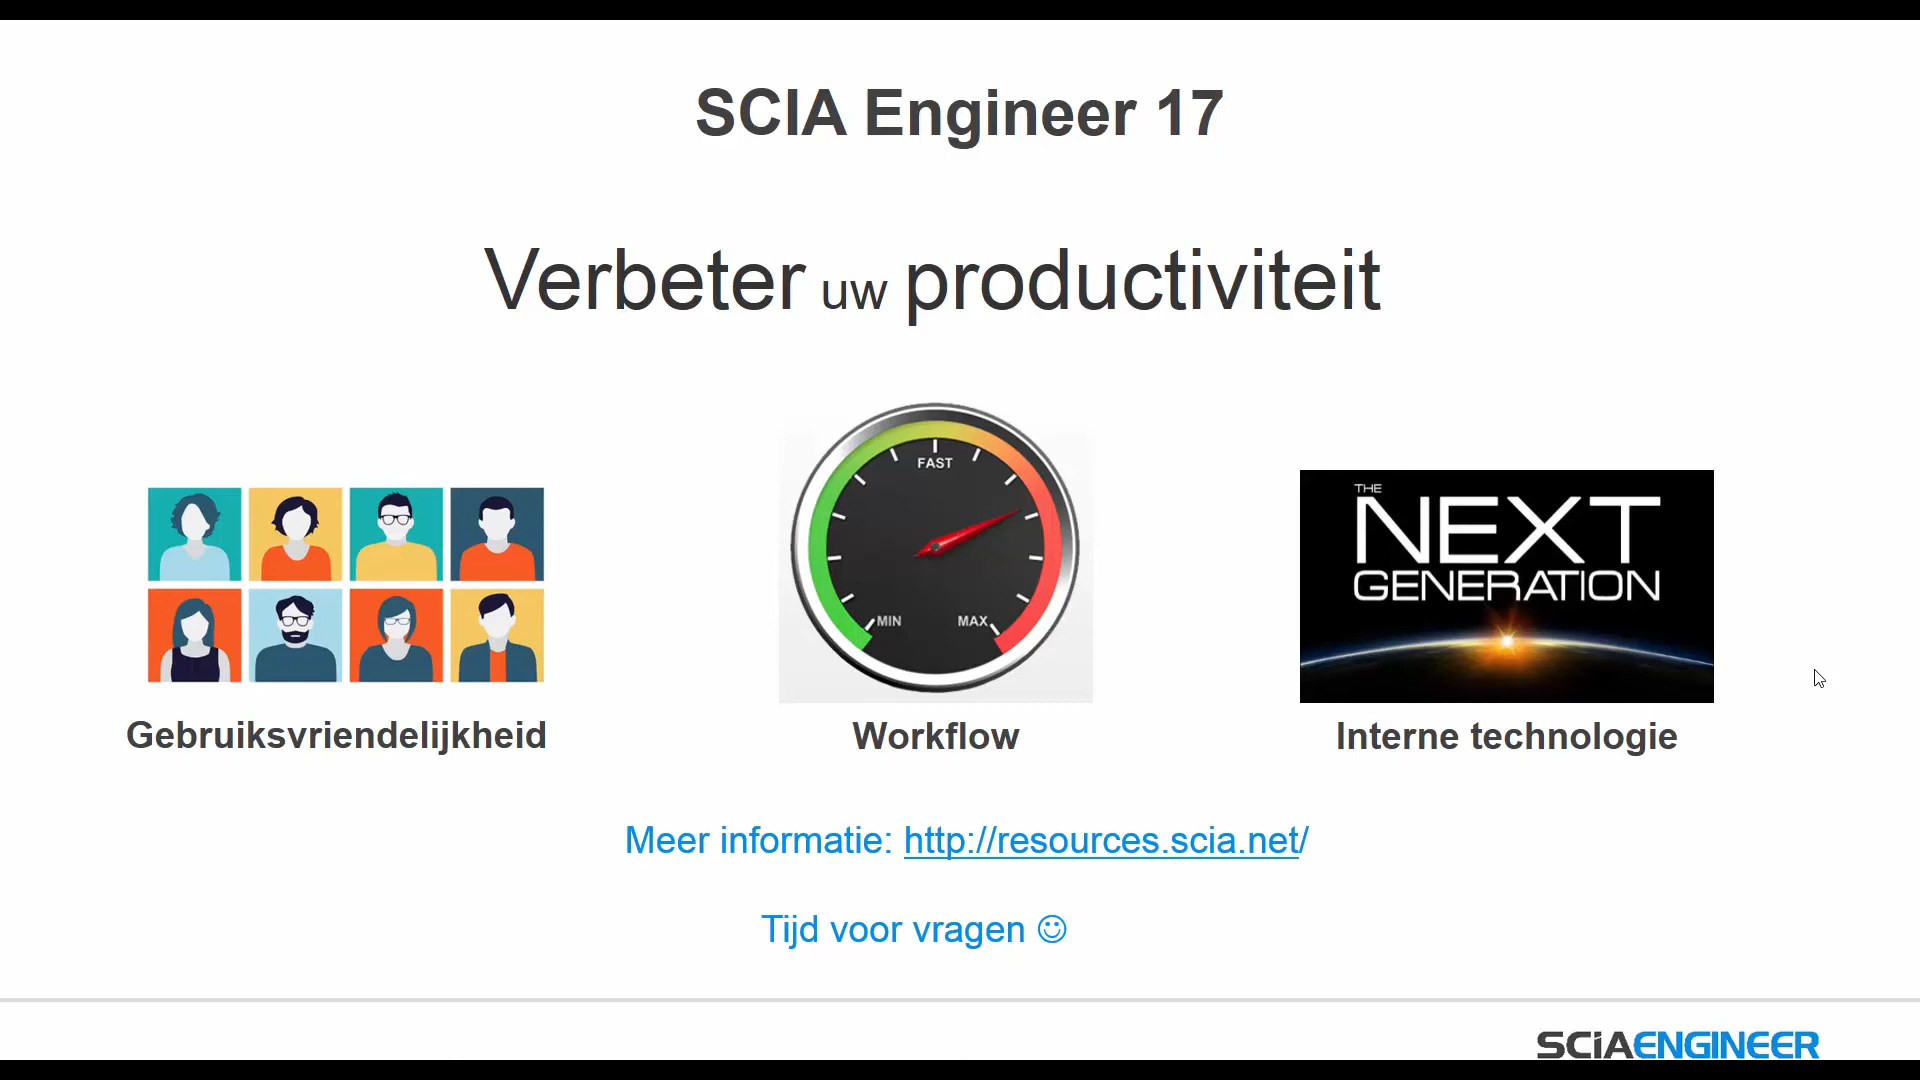 SCIA Engineer 17
Verbeter uw productiviteit
FAST
MIN MAX
THE
NEXT
GENERATION
Gebruiksvriendelijkheid
Workflow
Interne technologie
Meer informatie: http://resources.scia.net/
Tijd voor vragen ☺
SCiAENGINEER